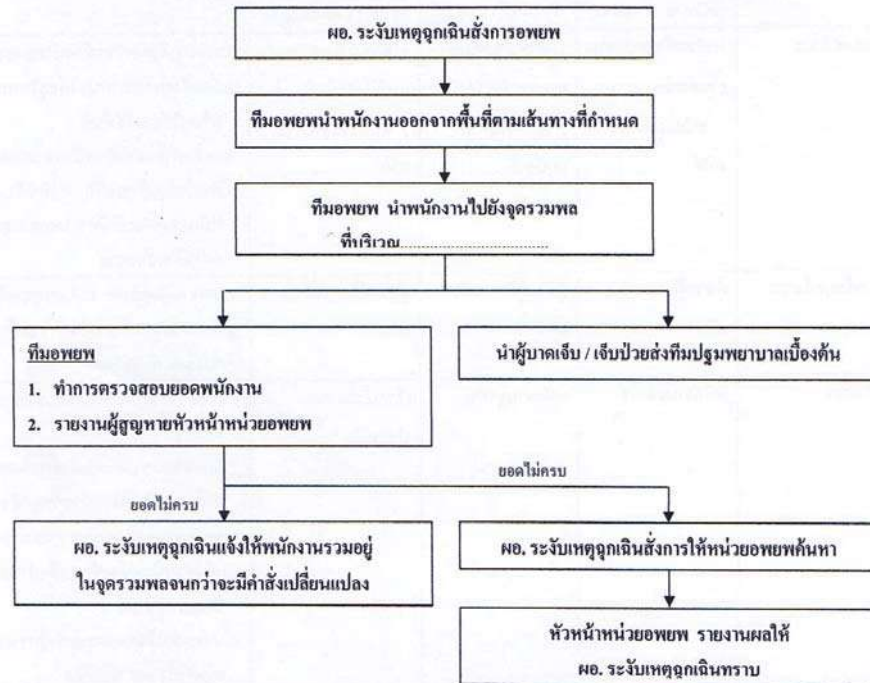 ผอ. ระงับเหตุฉุกเฉินสั่งการอพยพ
ทีมอพยพนำพนักงานออกจากพื้นที่ตามเส้นทางที่กำหนด
ทีมอพยพ นำพนักงานไปยังจุดรวมพล
ที่บริเวณ..............................
ทีมอพยพ
1. ทำการตรวจสอบยอดพนักงาน
2. รายงานผู้สูญหายหัวหน้าหน่วยอพยพ
นำผู้บาดเจ็บ / เจ็บป่วยส่งทีมปฐมพยาบาลเบื้องต้น
ยอดไม่ครบ
ยอดไม่ครบ
ผอ. ระงับเหตุฉุกเฉินแจ้งให้พนักงานรวมอยู่
ในจุดรวมพลจนกว่าจะมีคำสั่งเปลี่ยนแปลง
ผอ. ระงับเหตุฉุกเฉินสั่งการให้หน่วยอพยพค้นหา
หัวหน้าหน่วยอพยพ รายงานผลให้
ผอ. ระงับเหตุฉุกเฉินทราบ